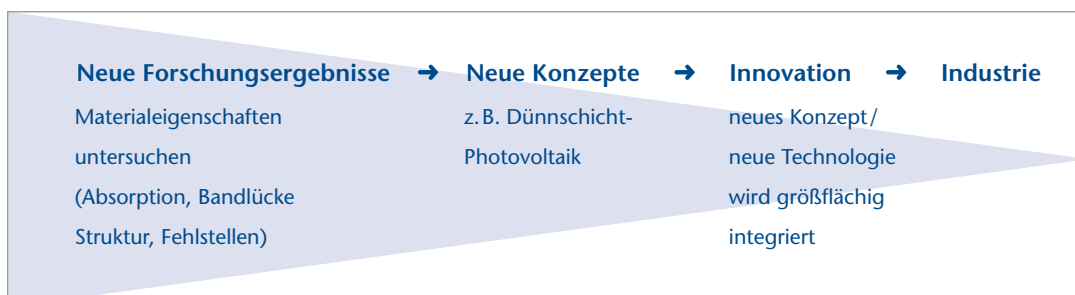 Neue Forschungsergebnisse ➜ Neue Konzepte ➜ Innovation ➜ Industrie
Materialeigenschaften
untersuchen
(Absorption, Bandlücke
Struktur, Fehlstellen)
z. B. Dünnschicht-
Photovoltaik
neues Konzept/
neue Technologie
wird größflächig
integriert